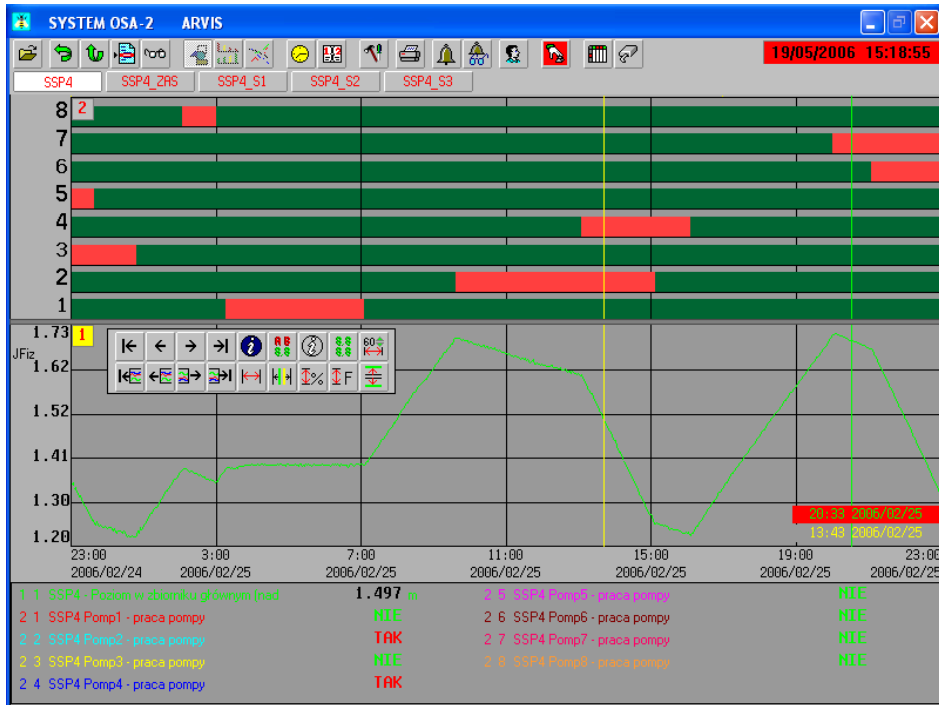 SYSTEM OSA-2 ARVIS
19/05/2006 15:18:55
SSP4 SSP4_ZAS SSP4_S1 SSP4_S2 SSP4_S3
8 2
7
6
5
4
3
2
1
1.73 1
JFiz
1.62
1.52
1.41
1.30
1.20
60
% F
20:33 2006/02/25
13:43 2006/02/25
23:00 3:00 7:00 11:00 15:00 19:00 23:00
2006/02/24 2006/02/25 2006/02/25 2006/02/25 2006/02/25 2006/02/25 2006/02/25
1 1 SSP4 - Poziom w zbiorniku głównym 1.497 m
2 5 SSP4 Pomp5 - praca pompy NIE
2 1 SSP4 Pomp1 - praca pompy NIE
2 6 SSP4 Pomp6 - praca pompy NIE
2 2 SSP4 Pomp2 - praca pompy TAK
2 7 SSP4 Pomp7 - praca pompy NIE
2 3 SSP4 Pomp3 - praca pompy NIE
2 8 SSP4 Pomp8 - praca pompy NIE
2 4 SSP4 Pomp4 - praca pompy TAK